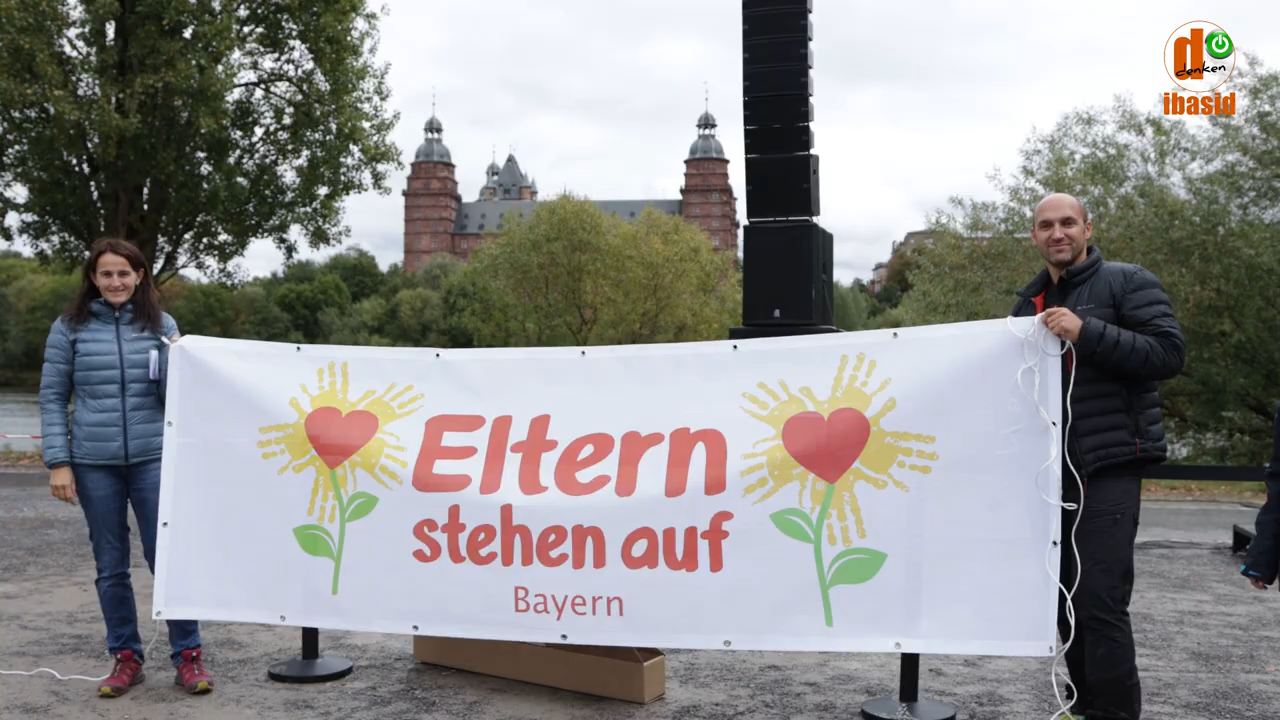 d
denken
ibasid
Eltern
stehen auf
Bayern